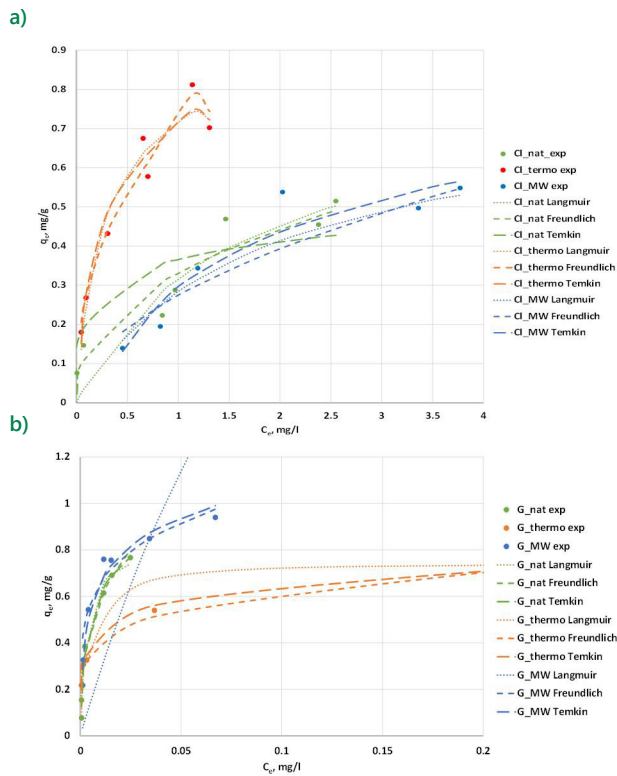 a)
0.9
0.8
0.7
0.6
0.5
0.4
0.3
0.2
0.1
0
qe, mg/g
0 0.5 1 1.5 2 2.5 3 3.5 4
Ce, mg/l
Cl_nat_exp
Cl_termo exp
Cl_MW exp
Cl_nat Langmuir
Cl_nat Freundlich
Cl_nat Temkin
Cl_thermo Langmuir
Cl_thermo Freundlich
Cl_thermo Temkin
Cl_MW Langmuir
Cl_MW Freundlich
Cl_MW Temkin
b)
1.2
1
0.8
0.6
0.4
0.2
0
qe, mg/g
0 0.05 0.1 0.15 0.2
Ce, mg/l
G_nat exp
G_thermo exp
G_MW exp
G_nat Langmuir
G_nat Freundlich
G_nat Temkin
G_thermo Langmuir
G_thermo Freundlich
G_thermo Temkin
G_MW Langmuir
G_MW Freundlich
G_MW Temkin